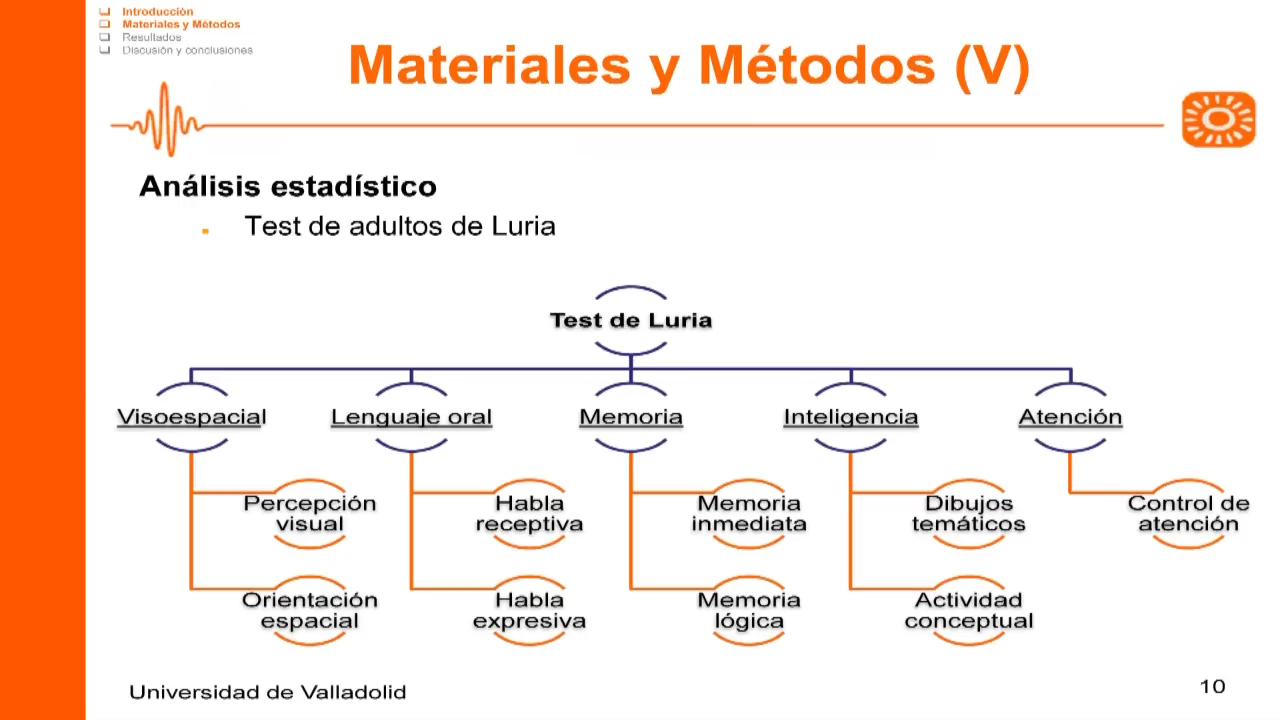 Introducción
Materiales y Métodos
Resultados
Discusión y conclusiones
Materiales y Métodos (V)
Análisis estadístico
Test de adultos de Luria
Test de Luria
Visoespacial
Lenguaje oral
Memoria
Inteligencia
Atención
Percepción
visual
Habla
receptiva
Memoria
inmediata
Dibujos
temáticos
Control de
atención
Orientación
espacial
Habla
expresiva
Memoria
lógica
Actividad
conceptual
Universidad de Valladolid
10